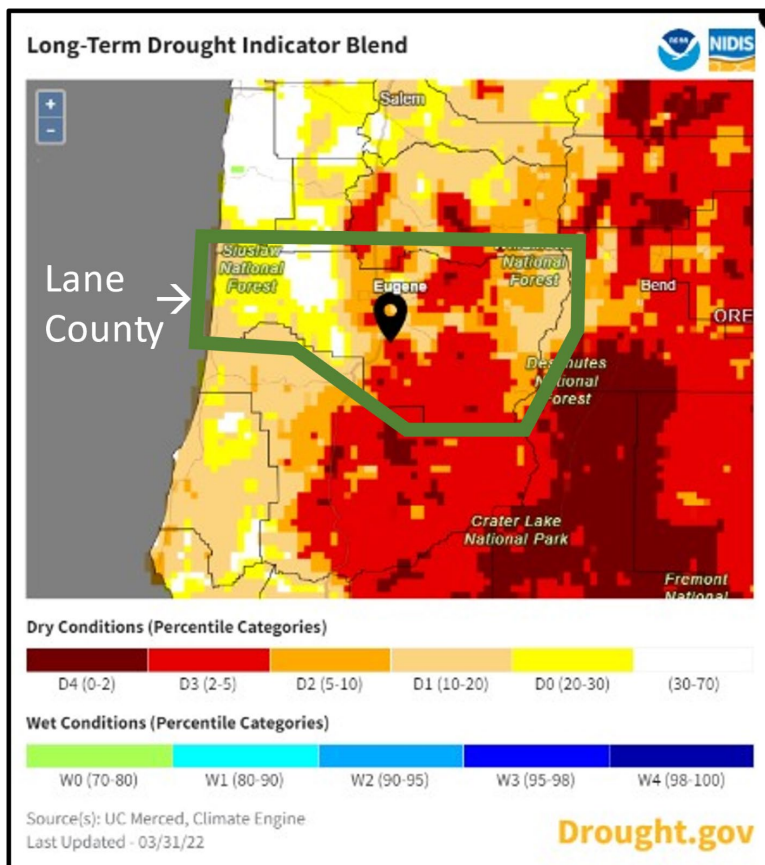 Long-Term Drought Indicator Blend
NOAA
NIDIS
+
−
Salem
Siuslaw
National
Forest
National
Forest
Lane
County →
Eugene
Bend
ORE
Deschutes
National
Forest
Crater Lake
National Park
Fremont
National
Dry Conditions (Percentile Categories)
D4 (0-2) D3 (2-5) D2 (5-10) D1 (10-20) D0 (20-30) (30-70)
Wet Conditions (Percentile Categories)
W0 (70-80) W1 (80-90) W2 (90-95) W3 (95-98) W4 (98-100)
Source(s): UC Merced, Climate Engine
Last Updated - 03/31/22
Drought.gov